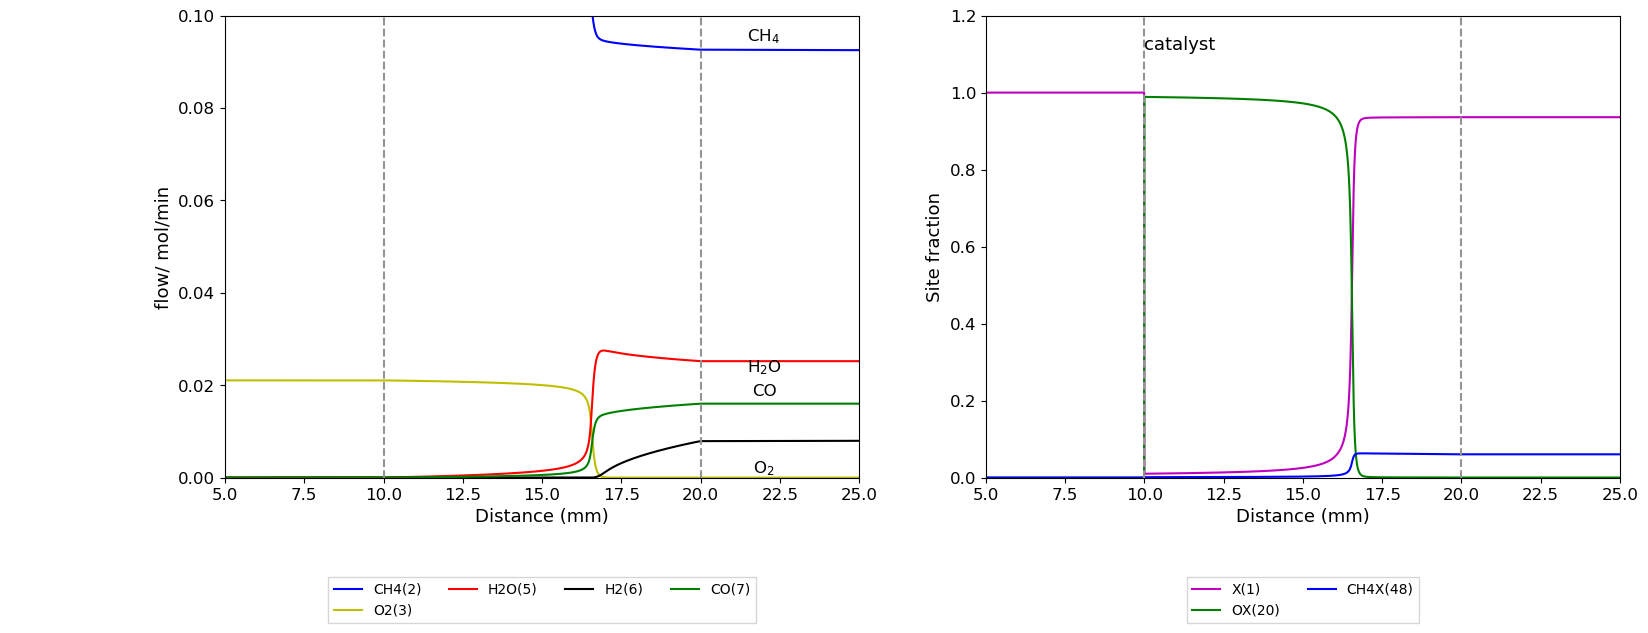 0.10
0.08
0.06
0.04
0.02
0.00
flow/ mol/min
CH₄
H₂O
CO
O₂
5.0 7.5 10.0 12.5 15.0 17.5 20.0 22.5 25.0
Distance (mm)
CH4(2) H2O(5) H2(6) CO(7)
O2(3)
1.2
1.0
0.8
0.6
0.4
0.2
0.0
Site fraction
catalyst
5.0 7.5 10.0 12.5 15.0 17.5 20.0 22.5 25.0
Distance (mm)
X(1) CH4X(48)
OX(20)